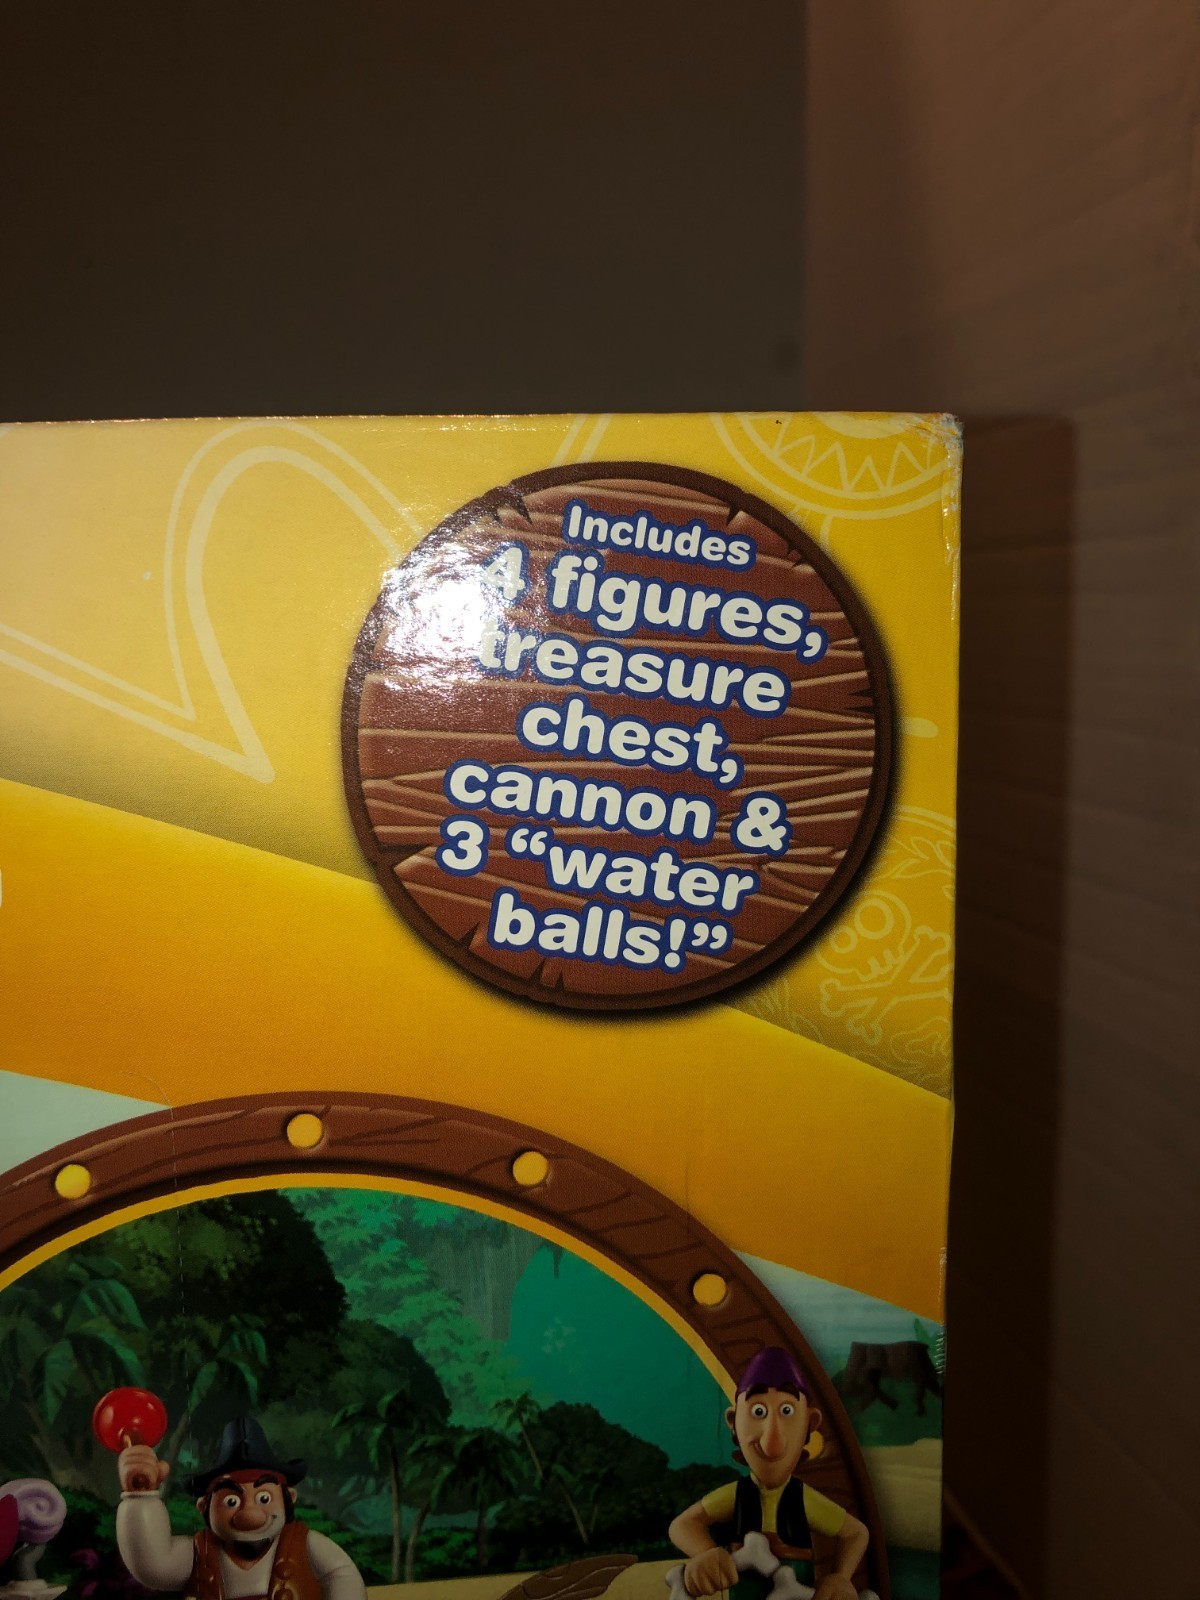 Includes
4 figures,
treasure
chest,
cannon &
3 “water
balls!”